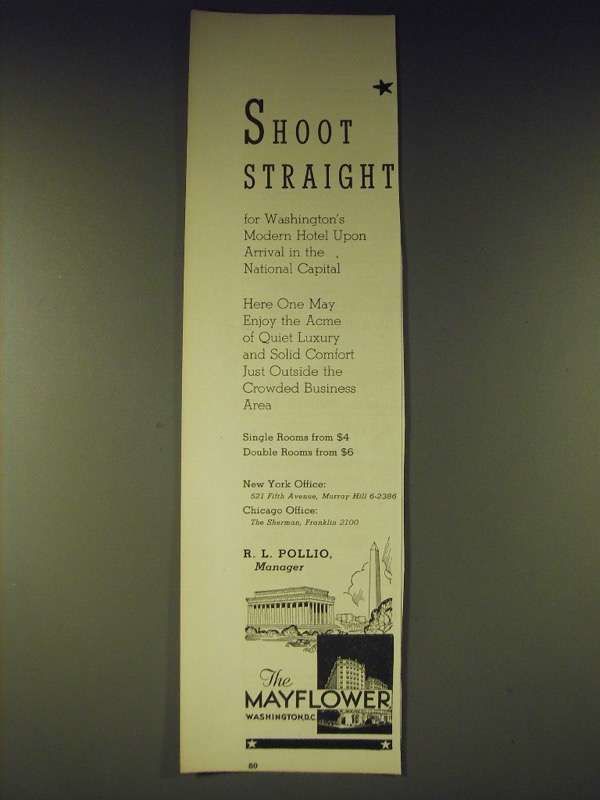 SHOOT
STRAIGHT
for Washington's
Modern Hotel Upon
Arrival in the
National Capital
Here One May
Enjoy the Acme
of Quiet Luxury
and Solid Comfort
Just Outside the
Crowded Business
Area
Single Rooms from $4
Double Rooms from $6
New York Office:
521 Fifth Avenue, Murray Hill 6-2386
Chicago Office:
The Sherman, Franklin 2100
R. L. POLLIO,
Manager
The
MAYFLOWER
WASHINGTON,D.C.
80